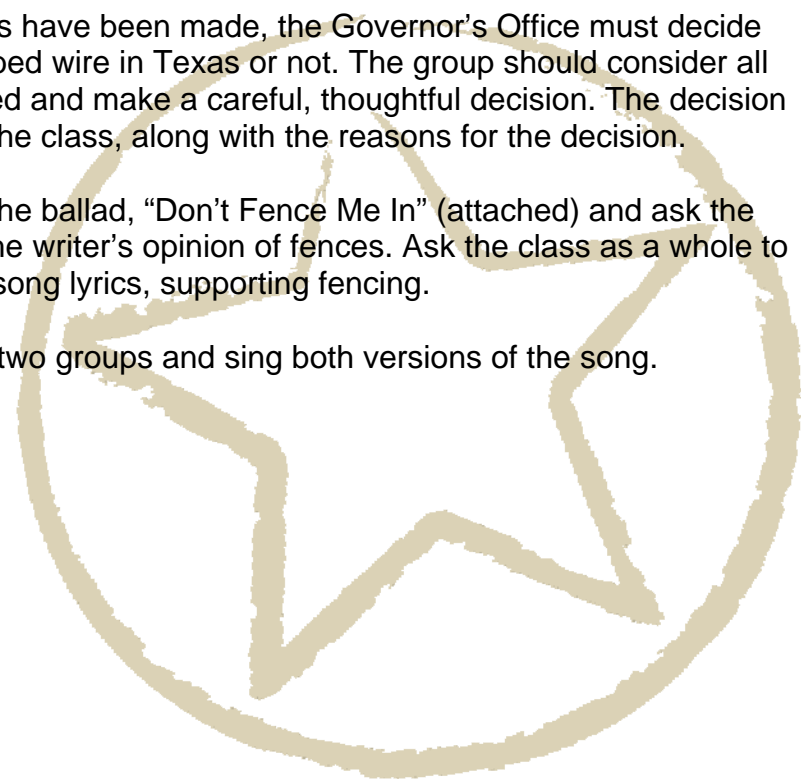 s have been made, the Governor’s Office must decide
bed wire in Texas or not. The group should consider all
ed and make a careful, thoughtful decision. The decision
he class, along with the reasons for the decision.
he ballad, “Don’t Fence Me In” (attached) and ask the
ne writer’s opinion of fences. Ask the class as a whole to
song lyrics, supporting fencing.
two groups and sing both versions of the song.